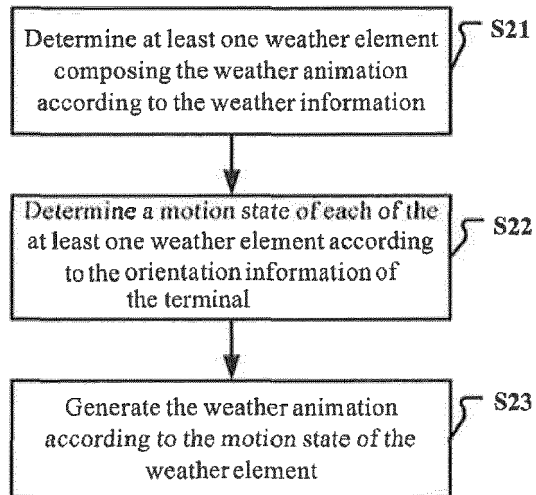 Determine at least one weather element
composing the weather animation
according to the weather information
S21
Determine a motion state of each of the
at least one weather element according
to the orientation information of
the terminal
S22
Generate the weather animation
according to the motion state of the
weather element
S23